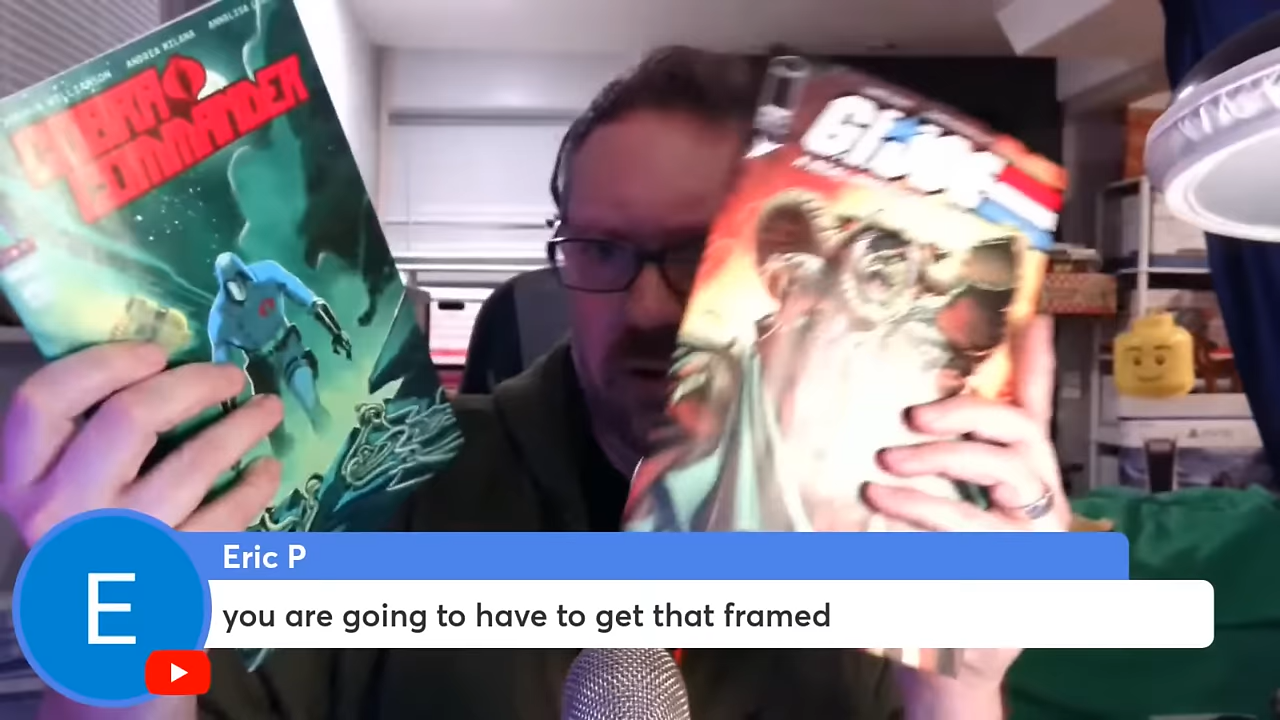 ANDREA MILANA
COBRA
COMMANDER
G.I. JOE
Eric P
E
you are going to have to get that framed